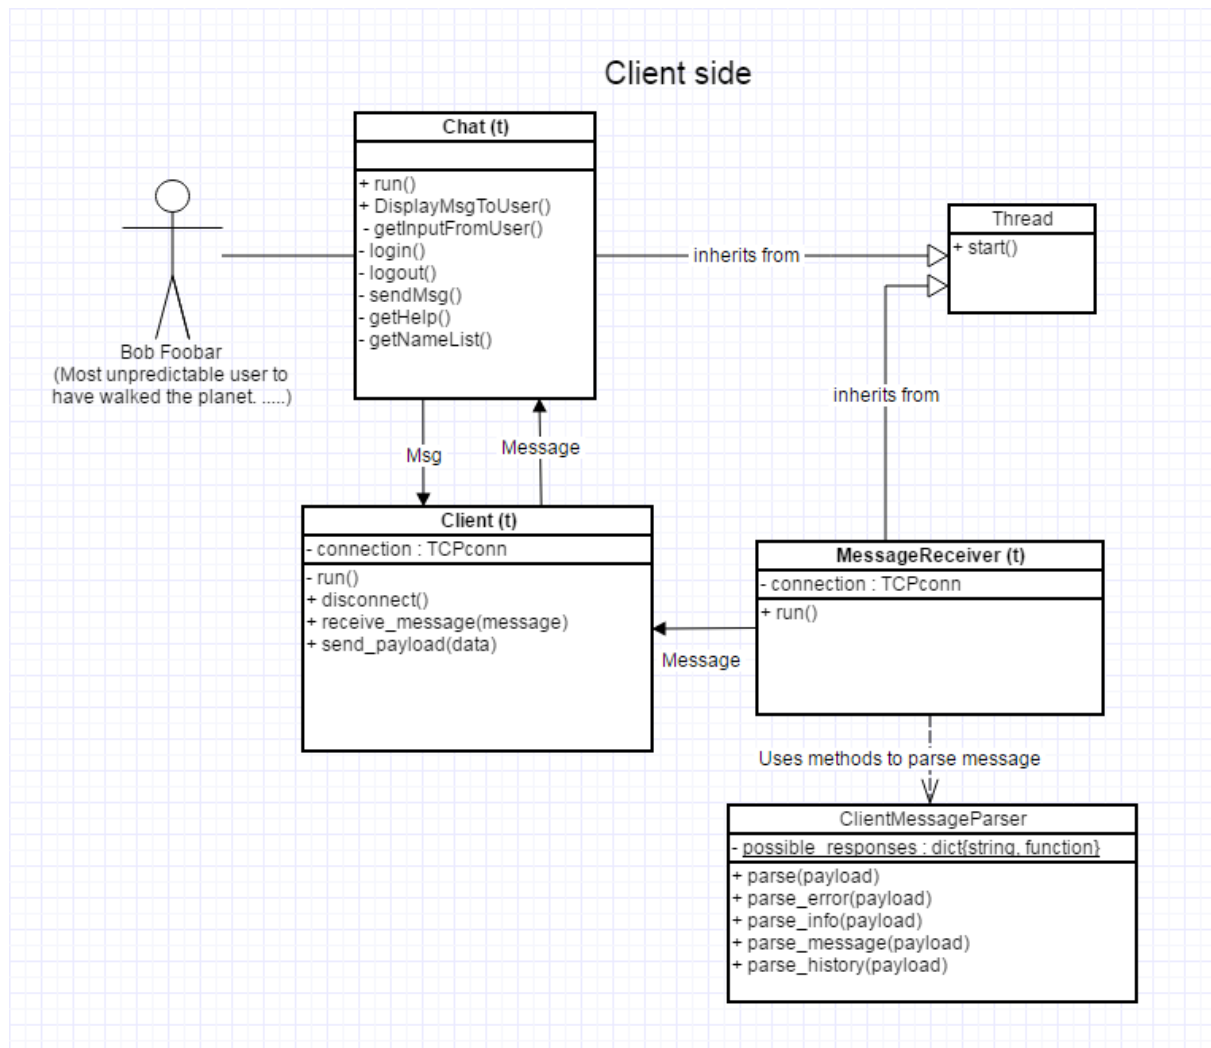 Client side
Chat (t)
+ run()
+ DisplayMsgToUser()
- getInputFromUser()
- login()
- logout()
- sendMsg()
- getHelp()
- getNameList()
Bob Foobar
(Most unpredictable user to
have walked the planet. .....)
inherits from
Thread
+ start()
inherits from
Msg
Message
Client (t)
- connection : TCPconn
- run()
+ disconnect()
+ receive_message(message)
+ send_payload(data)
Message
MessageReceiver (t)
- connection : TCPconn
+ run()
Uses methods to parse message
ClientMessageParser
- possible_responses : dict{string, function}
+ parse(payload)
+ parse_error(payload)
+ parse_info(payload)
+ parse_message(payload)
+ parse_history(payload)